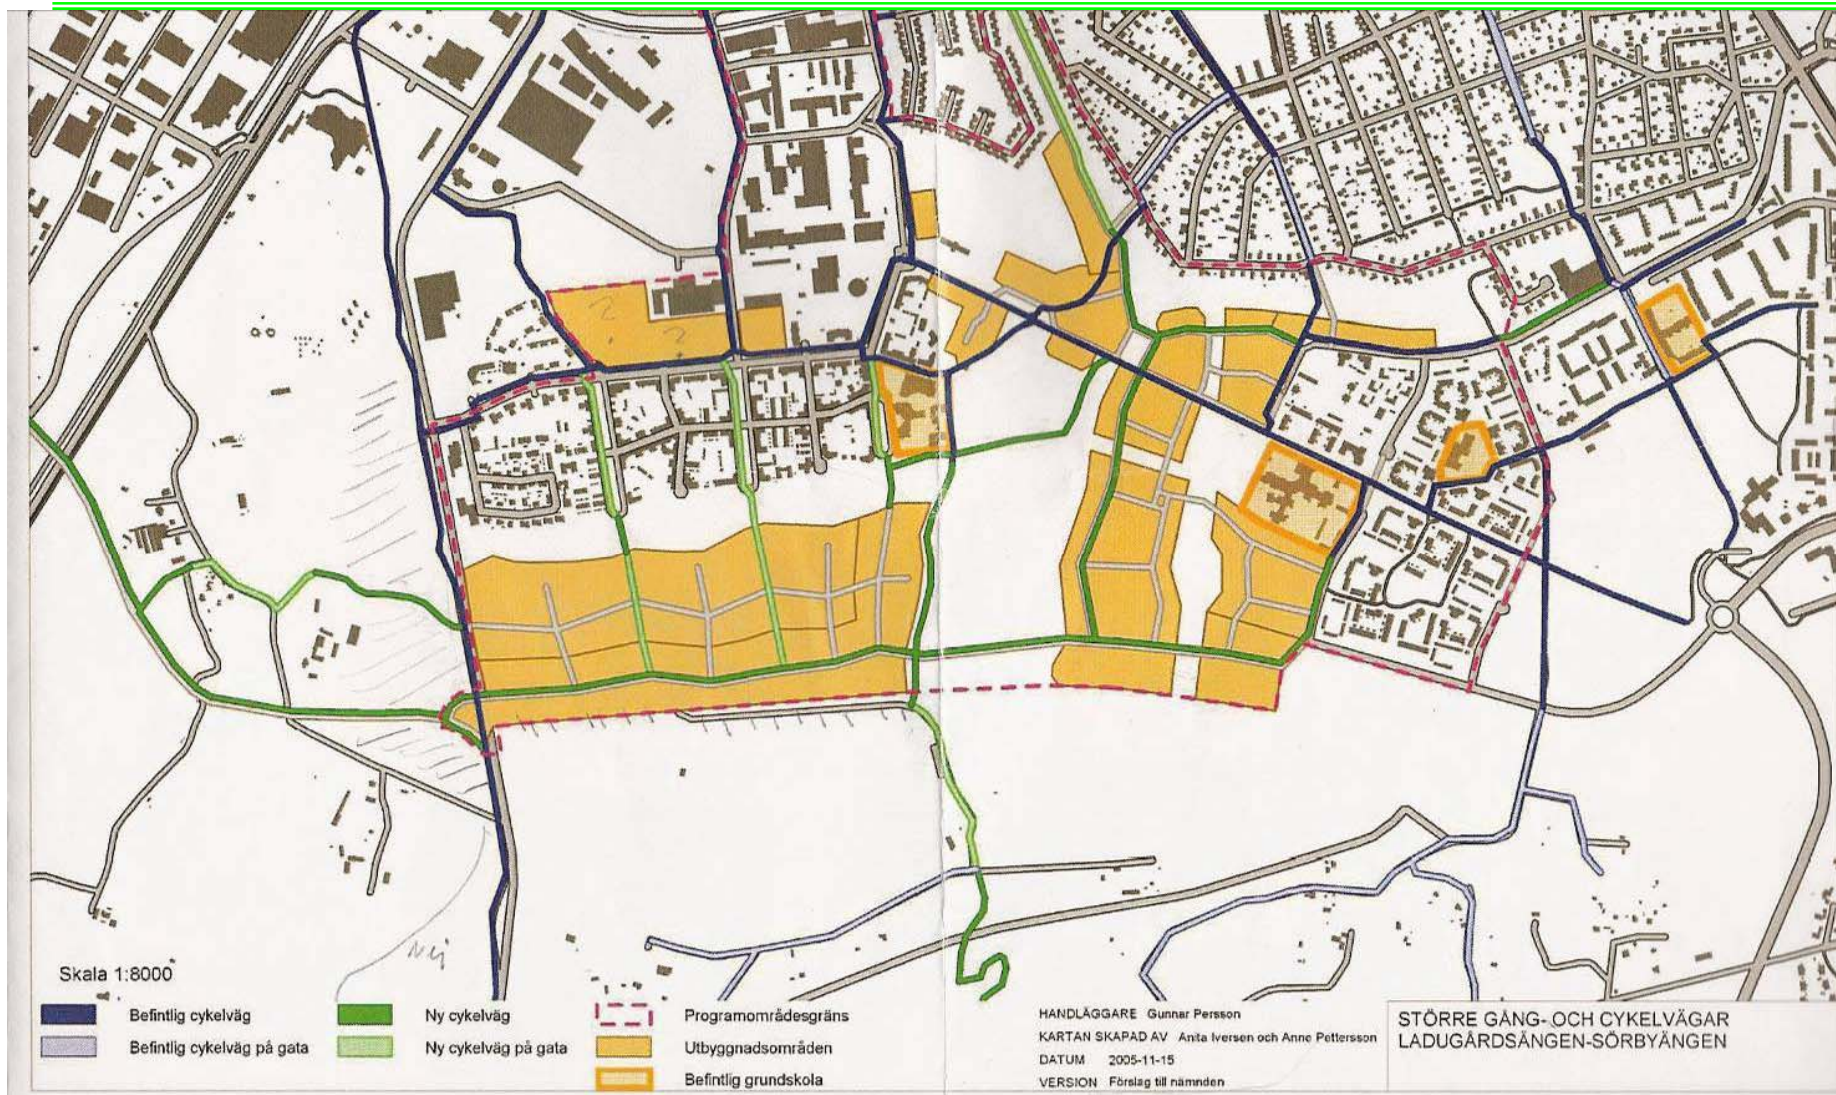 Nej
Skala 1:8000
Befintlig cykelväg
Befintlig cykelväg på gata
Ny cykelväg
Ny cykelväg på gata
Programområdesgräns
Utbyggnadsområden
Befintlig grundskola
HANDLÄGGARE Gunnar Persson
KARTAN SKAPAD AV Anita Iversen och Anne Pettersson
DATUM 2005-11-15
VERSION Förslag till nämnden
STÖRRE GÅNG- OCH CYKELVÄGAR
LADUGÅRDSÄNGEN-SÖRBYÄNGEN